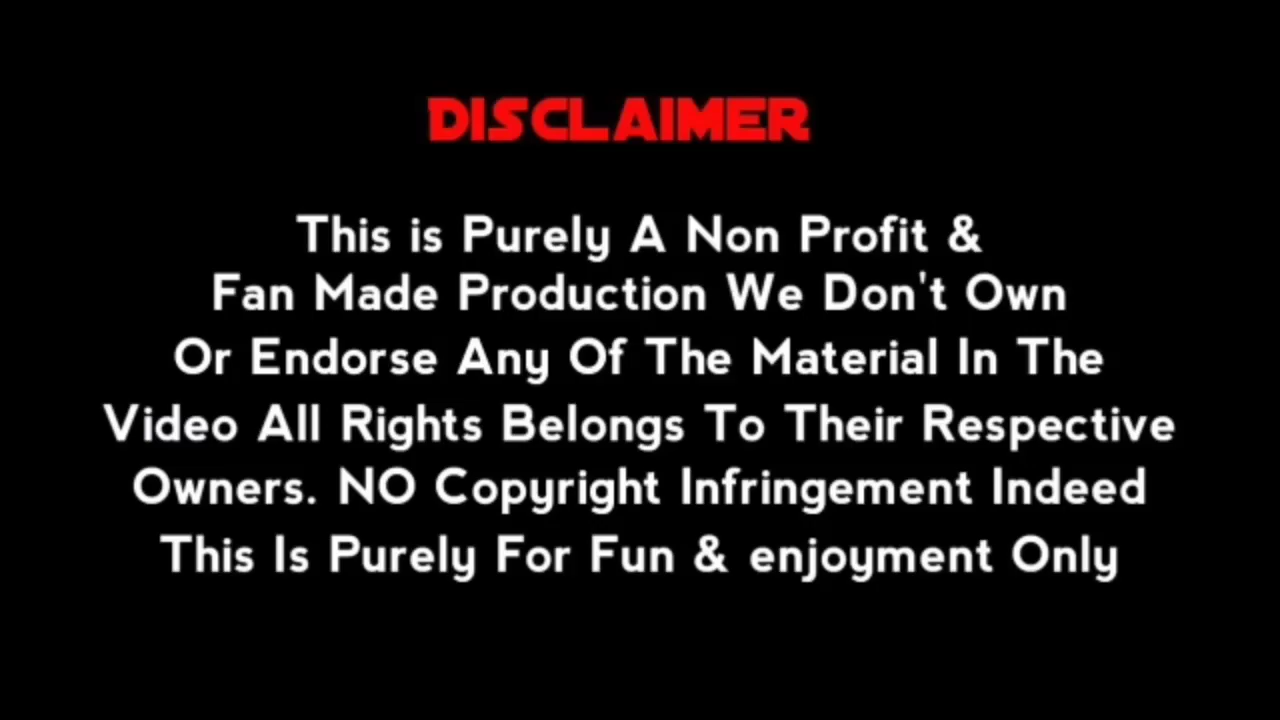 DISCLAIMER
This is Purely A Non Profit &
Fan Made Production We Don't Own
Or Endorse Any Of The Material In The
Video All Rights Belongs To Their Respective
Owners. NO Copyright Infringement Indeed
This Is Purely For Fun & enjoyment Only